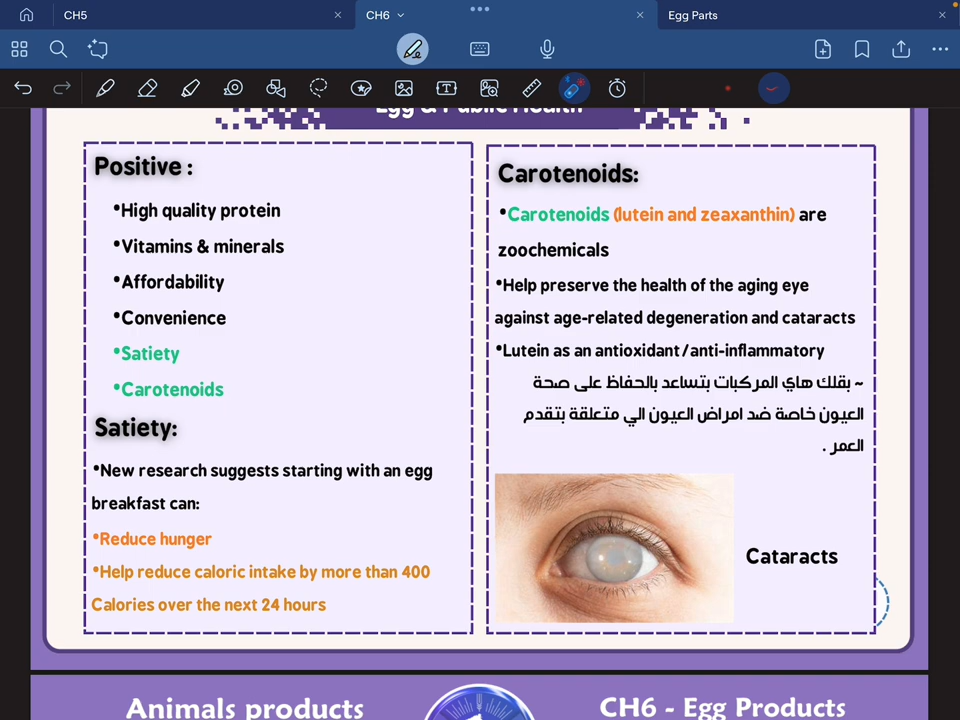 CH5
CH6
Egg Parts
Egg & Public Health
Positive :
•High quality protein
•Vitamins & minerals
•Affordability
•Convenience
•Satiety
•Carotenoids
Satiety:
•New research suggests starting with an egg
breakfast can:
•Reduce hunger
•Help reduce caloric intake by more than 400
Calories over the next 24 hours
Carotenoids:
•Carotenoids (lutein and zeaxanthin) are
zoochemicals
•Help preserve the health of the aging eye
against age-related degeneration and cataracts
•Lutein as an antioxidant/anti-inflammatory
~ بقلك هاي المركبات بتساعد بالحفاظ على صحة
العيون خاصة ضد امراض العيون الي متعلقة بتقدم
العمر .
Cataracts
Animals products
CH6 - Egg Products